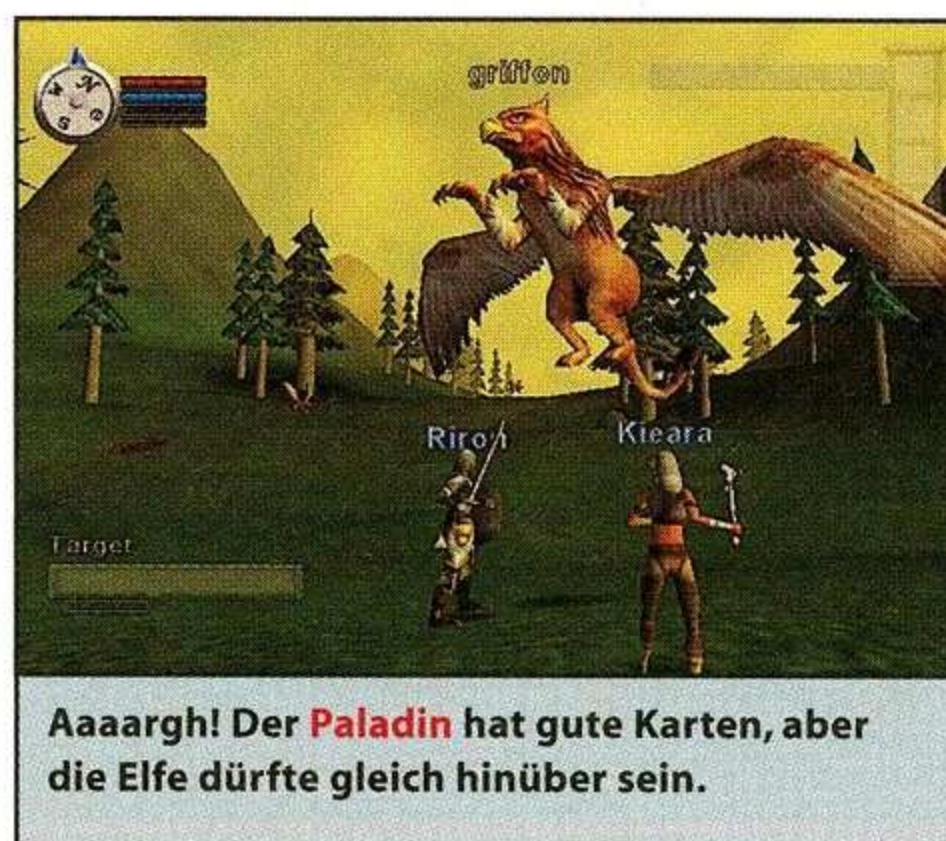 griffon
N
e
s
w
Riron
Kieara
Target
Aaaargh! Der Paladin hat gute Karten, aber
die Elfe dürfte gleich hinüber sein.